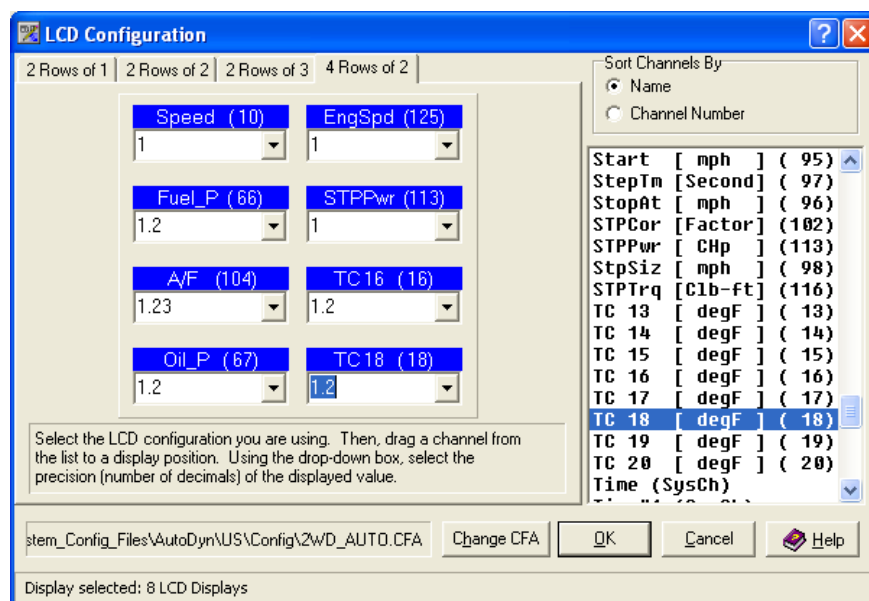 LCD Configuration
2 Rows of 1
2 Rows of 2
2 Rows of 3
4 Rows of 2
Speed (10)
EngSpd (125)
1
1
Fuel_P (66)
STPPwr (113)
1.2
1
A/F (104)
TC 16 (16)
1.23
1.2
Oil_P (67)
TC 18 (18)
1.2
1.2
Select the LCD configuration you are using. Then, drag a channel from
the list to a display position. Using the drop-down box, select the
precision (number of decimals) of the displayed value.
Sort Channels By
Name
Channel Number
Start [ mph ] ( 95)
StepTm [Second] ( 97)
StopAt [ mph ] ( 96)
STPCor [Factor] (102)
STPPwr [ CHp ] (113)
StpSiz [ mph ] ( 98)
STPTrq [Clb-ft] (116)
TC 13 [ degF ] ( 13)
TC 14 [ degF ] ( 14)
TC 15 [ degF ] ( 15)
TC 16 [ degF ] ( 16)
TC 17 [ degF ] ( 17)
TC 18 [ degF ] ( 18)
TC 19 [ degF ] ( 19)
TC 20 [ degF ] ( 20)
Time (SysCh)
stem_Config_Files\AutoDyn\US\Config\2WD_AUTO.CFA
Change CFA
OK
Cancel
Help
Display selected: 8 LCD Displays